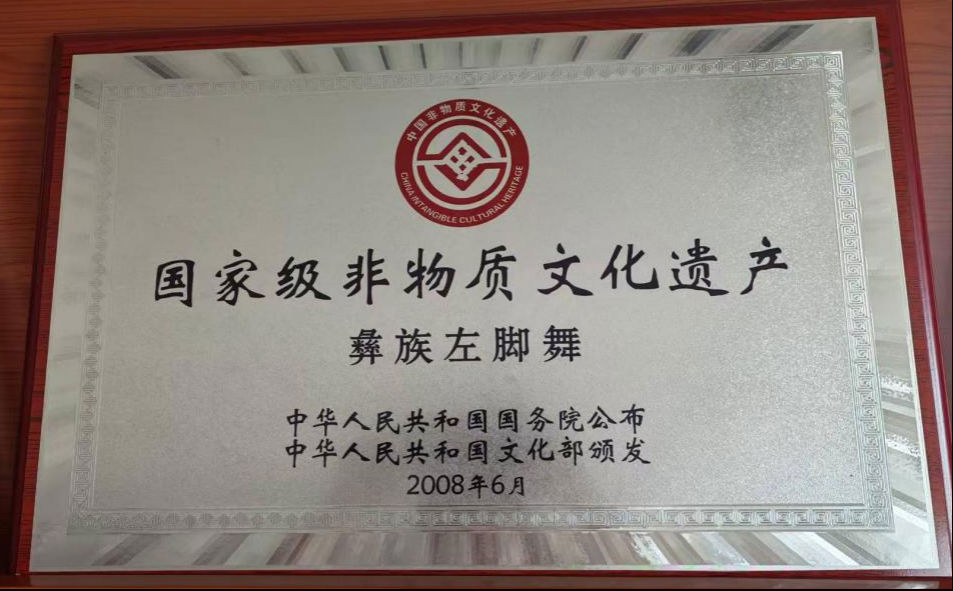 中国非物质文化遗产
CHINA INTANGIBLE CULTURAL HERITAGE
国家级非物质文化遗产
彝族左脚舞
中华人民共和国国务院公布
中华人民共和国文化部颁发
2008年6月